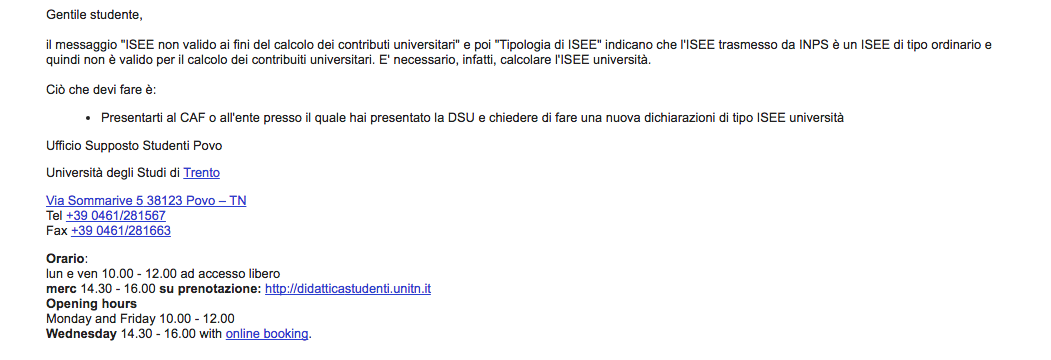 Gentile studente,
il messaggio "ISEE non valido ai fini del calcolo dei contributi universitari" e poi "Tipologia di ISEE" indicano che l'ISEE trasmesso da INPS è un ISEE di tipo ordinario e
quindi non è valido per il calcolo dei contribuiti universitari. E' necessario, infatti, calcolare l'ISEE università.
Ciò che devi fare è:
• Presentarti al CAF o all'ente presso il quale hai presentato la DSU e chiedere di fare una nuova dichiarazioni di tipo ISEE università
Ufficio Supposto Studenti Povo
Università degli Studi di Trento
Via Sommarive 5 38123 Povo – TN
Tel +39 0461/281567
Fax +39 0461/281663
Orario:
lun e ven 10.00 - 12.00 ad accesso libero
merc 14.30 - 16.00 su prenotazione: http://didatticastudenti.unitn.it
Opening hours
Monday and Friday 10.00 - 12.00
Wednesday 14.30 - 16.00 with online booking.